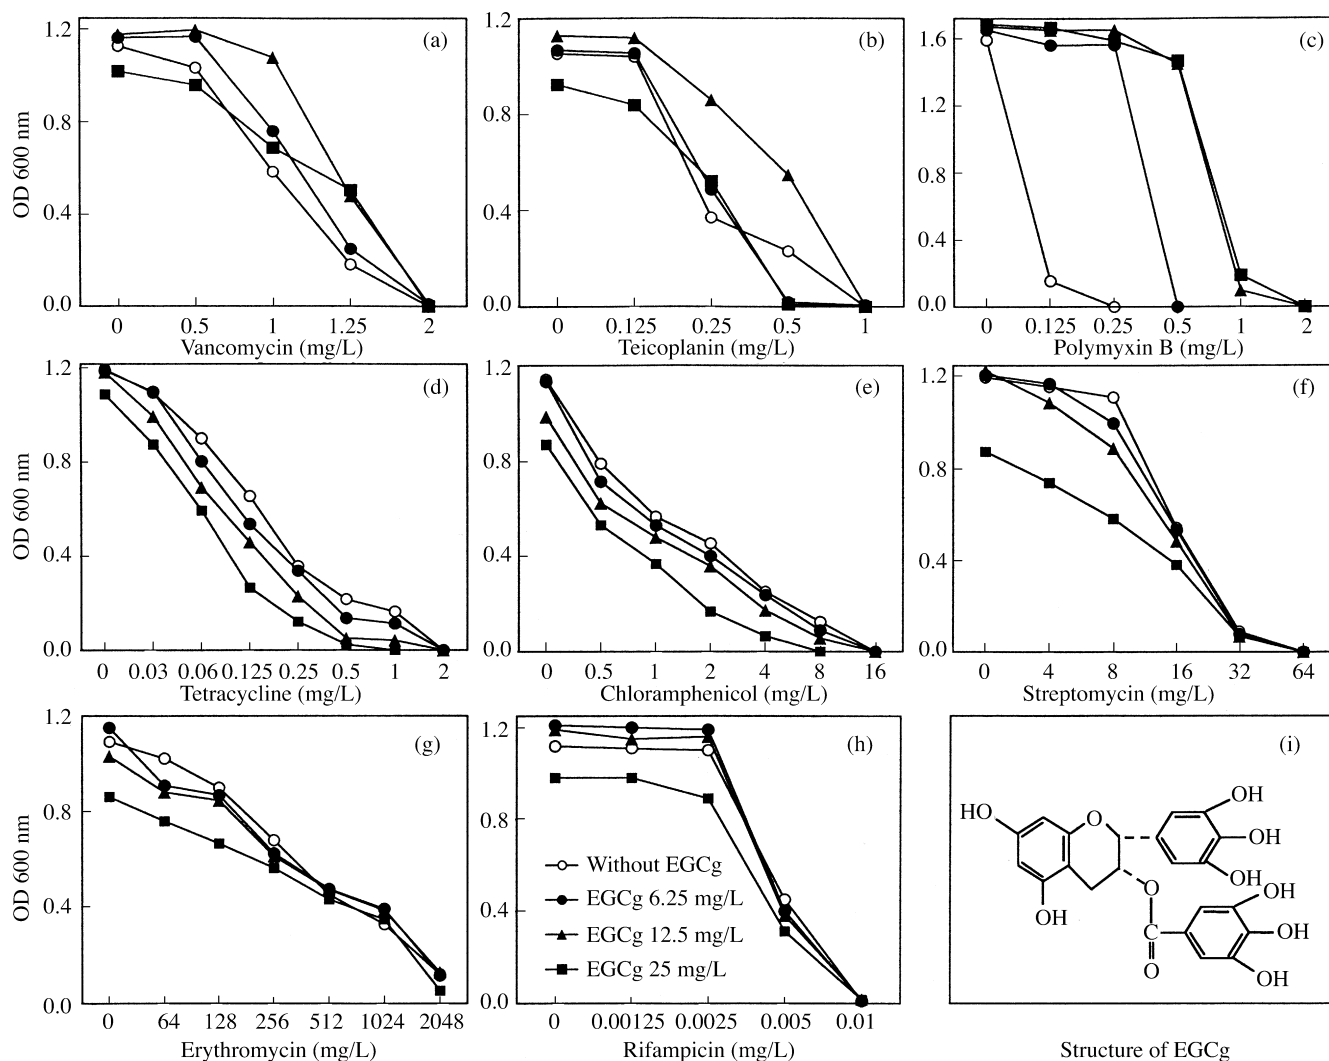 1.2
0.8
0.4
0.0
OD 600 nm
(a)
0 0.5 1 1.25 2
Vancomycin (mg/L)
1.2
0.8
0.4
0.0
(b)
0 0.125 0.25 0.5 1
Teicoplanin (mg/L)
1.6
1.2
0.8
0.4
0.0
(c)
0 0.125 0.25 0.5 1 2
Polymyxin B (mg/L)
1.2
0.8
0.4
0.0
OD 600 nm
(d)
0 0.03 0.06 0.125 0.25 0.5 1 2
Tetracycline (mg/L)
1.2
0.8
0.4
0.0
(e)
0 0.5 1 2 4 8 16
Chloramphenicol (mg/L)
1.2
0.8
0.4
0.0
(f)
0 4 8 16 32 64
Streptomycin (mg/L)
1.2
0.8
0.4
0.0
OD 600 nm
(g)
0 64 128 256 512 1024 2048
Erythromycin (mg/L)
1.2
0.8
0.4
0.0
(h)
Without EGCg
EGCg 6.25 mg/L
EGCg 12.5 mg/L
EGCg 25 mg/L
0 0.00125 0.0025 0.005 0.01
Rifampicin (mg/L)
(i)
OH
HO O
OH
OH
O OH
OH
C OH
O
OH
Structure of EGCg